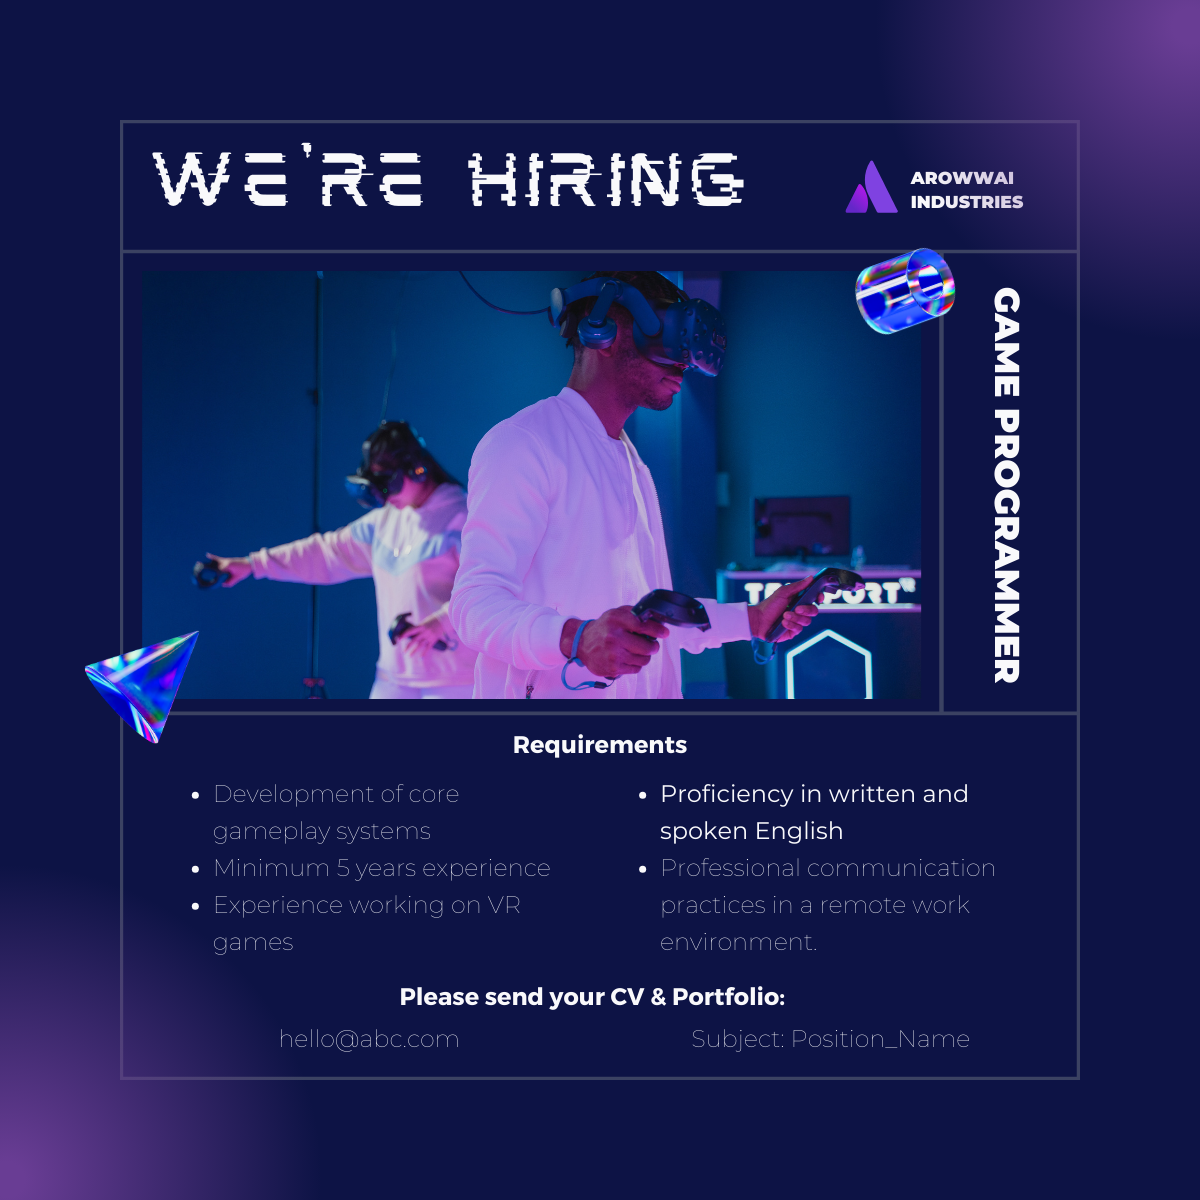 WE'RE HIRING
AROWWAI
INDUSTRIES
GAME PROGRAMMER
Requirements
• Development of core
gameplay systems
• Minimum 5 years experience
• Experience working on VR
games
• Proficiency in written and
spoken English
• Professional communication
practices in a remote work
environment.
Please send your CV & Portfolio:
hello@abc.com
Subject: Position_Name